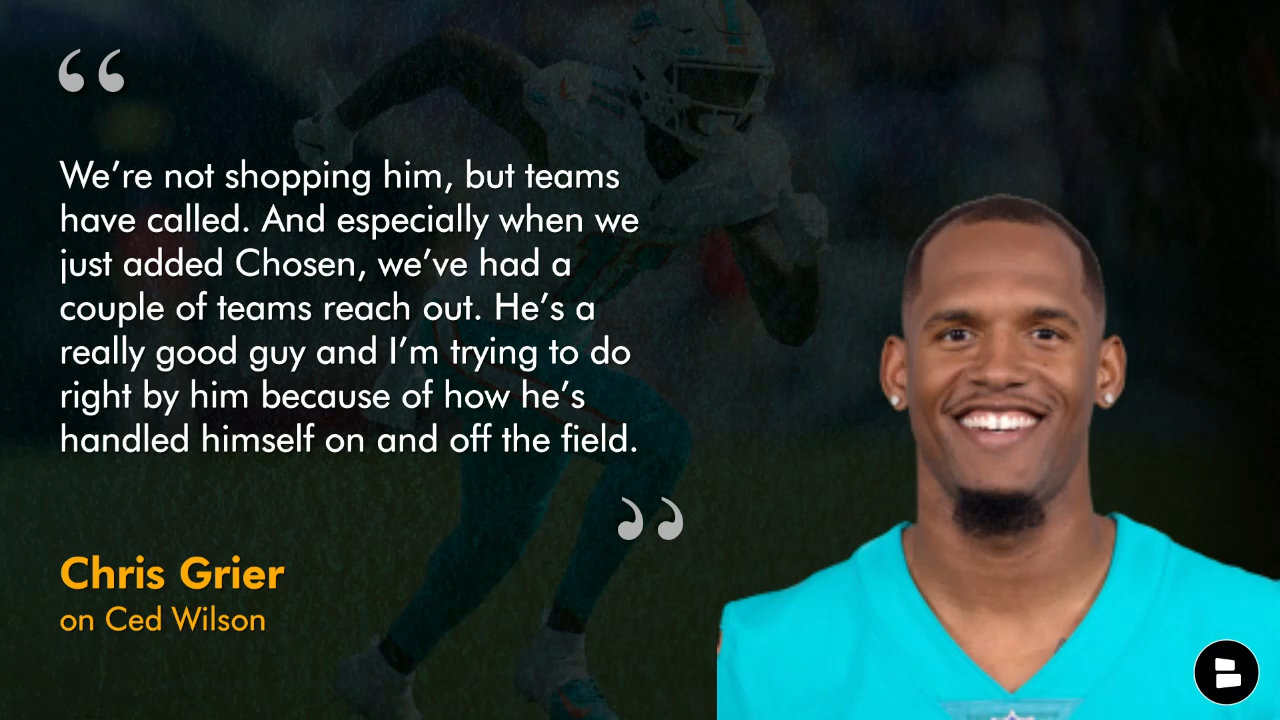 “
We’re not shopping him, but teams
have called. And especially when we
just added Chosen, we’ve had a
couple of teams reach out. He’s a
really good guy and I’m trying to do
right by him because of how he’s
handled himself on and off the field.
”
Chris Grier
on Ced Wilson